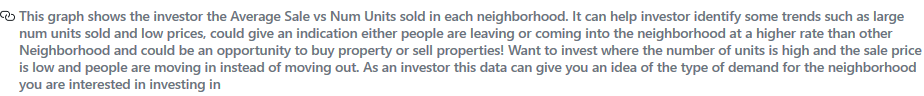 This graph shows the investor the Average Sale vs Num Units sold in each neighborhood. It can help investor identify some trends such as large
num units sold and low prices, could give an indication either people are leaving or coming into the neighborhood at a higher rate than other
Neighborhood and could be an opportunity to buy property or sell properties! Want to invest where the number of units is high and the sale price
is low and people are moving in instead of moving out. As an investor this data can give you an idea of the type of demand for the neighborhood
you are interested in investing in